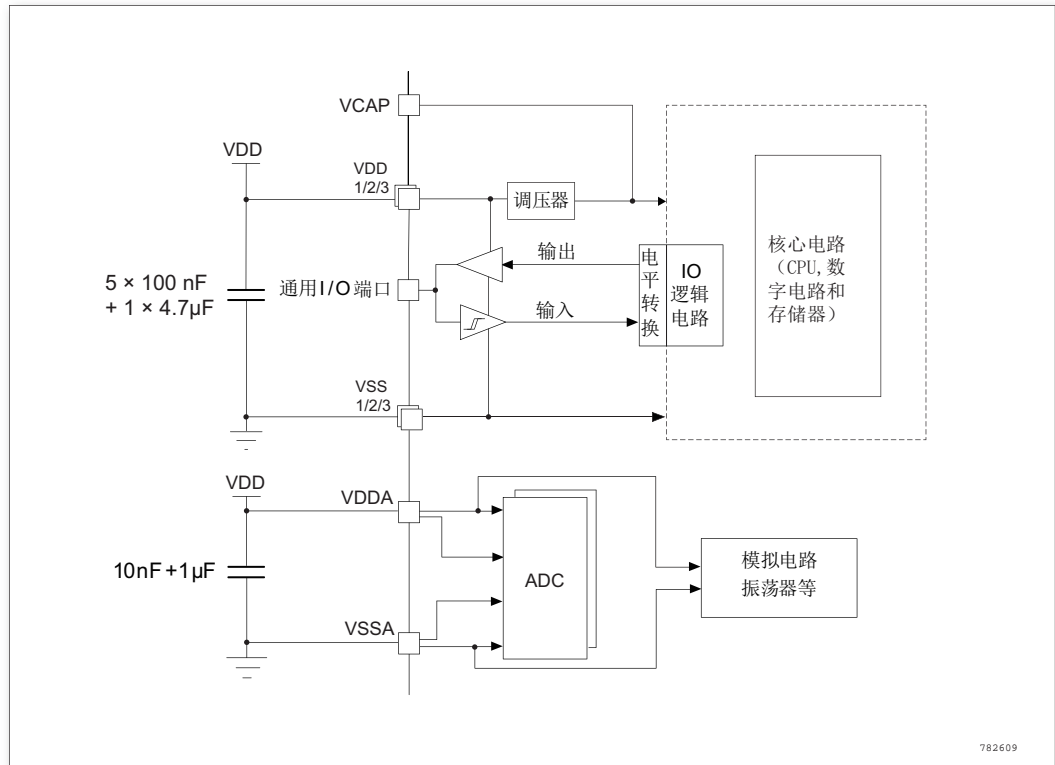 VCAP
VDD
VDD
1/2/3
调压器
5 × 100 nF
+ 1 × 4.7μF
通用I/O端口
输出
输入
电
平
转
换
IO
逻辑
电路
核心电路
（CPU,数
字电路和
存储器）
VSS
1/2/3
VDD
VDDA
10nF+1μF
ADC
VSSA
模拟电路
振荡器等
782609